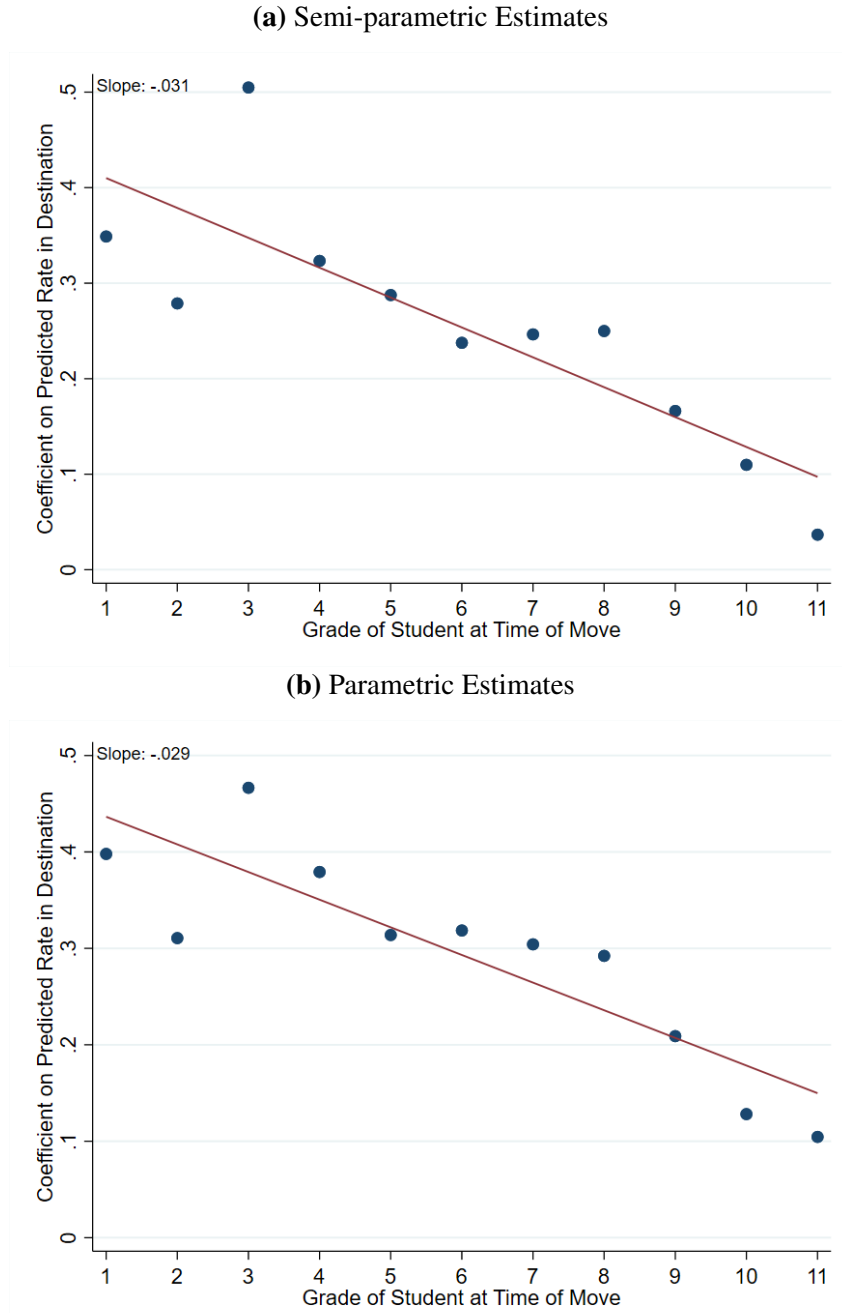 (a) Semi-parametric Estimates
Slope: -.031
Coefficient on Predicted Rate in Destination
.5
.4
.3
.2
.1
0
1 2 3 4 5 6 7 8 9 10 11
Grade of Student at Time of Move
(b) Parametric Estimates
Slope: -.029
Coefficient on Predicted Rate in Destination
.5
.4
.3
.2
.1
0
1 2 3 4 5 6 7 8 9 10 11
Grade of Student at Time of Move